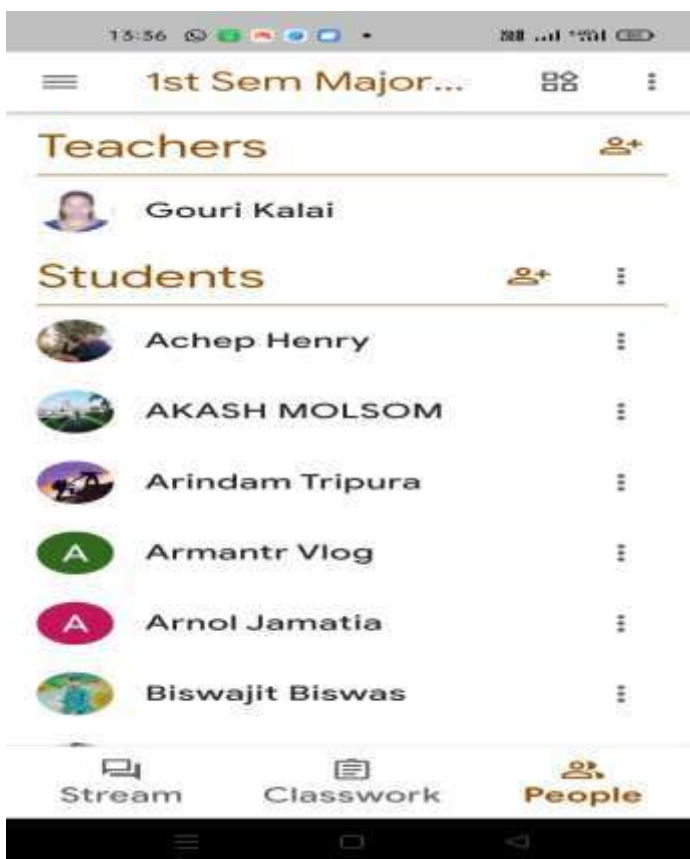 13:36
1st Sem Major...
Teachers
Gouri Kalai
Students
Achep Henry
AKASH MOLSOM
Arindam Tripura
A Armantr Vlog
A Arnol Jamatia
Biswajit Biswas
Stream Classwork People